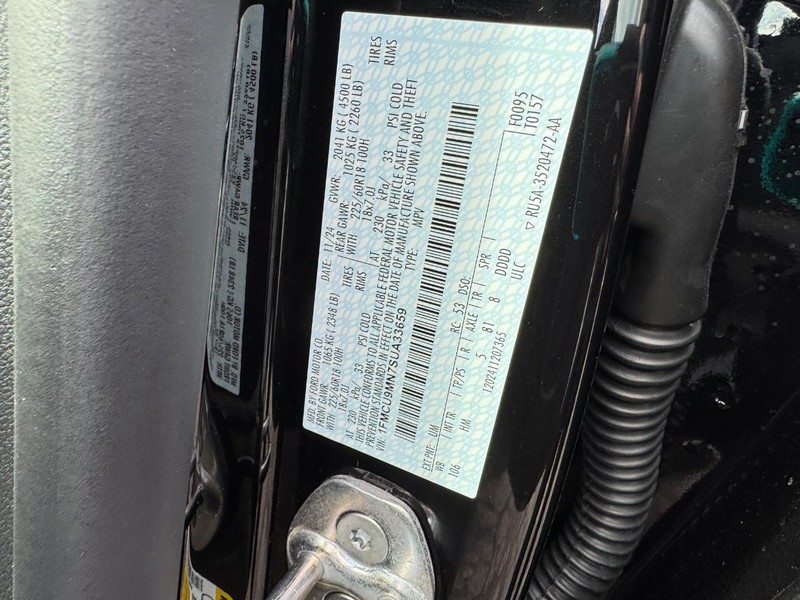 MFD. BY FORD MOTOR CO.
DATE: 11/24
GVWR: 2041 KG ( 4500 LB)
FRONT GAWR: 1065 KG ( 2348 LB)
REAR GAWR: 1025 KG ( 2260 LB)
WITH 225/60R18 100H TIRES
WITH 225/60R18 100H TIRES
18x7.0J RIMS
18x7.0J RIMS
AT 230 kPa/ 33 PSI COLD
AT 230 kPa/ 33 PSI COLD
THIS VEHICLE CONFORMS TO ALL APPLICABLE FEDERAL MOTOR VEHICLE SAFETY AND THEFT
PREVENTION STANDARDS IN EFFECT ON THE DATE OF MANUFACTURE SHOWN ABOVE.
VIN: 1FMCU9MN7SUA33659
TYPE: MPV
F0095
T0157
EXT PNT: UM RC: 53 DSO:
WB INT TR TP/PS R AXLE TR SPR
106 HM 5 8T 8 DDDD
ULC
120241120736​5
▽ RU5A-3520472-AA